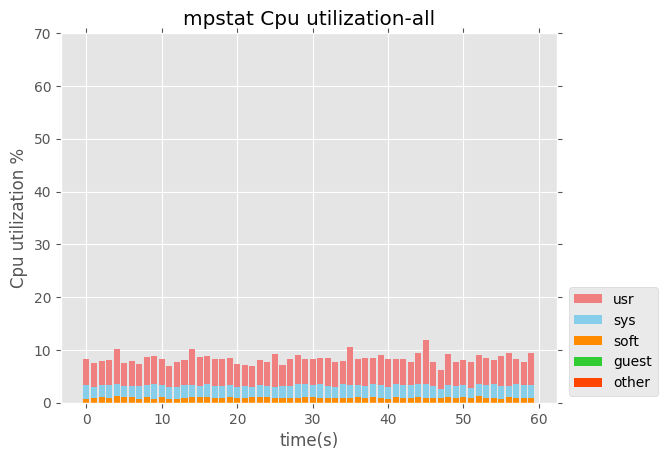 mpstat Cpu utilization-all
70
60
50
40
30
20
10
0
Cpu utilization %
0 10 20 30 40 50 60
time(s)
usr
sys
soft
guest
other